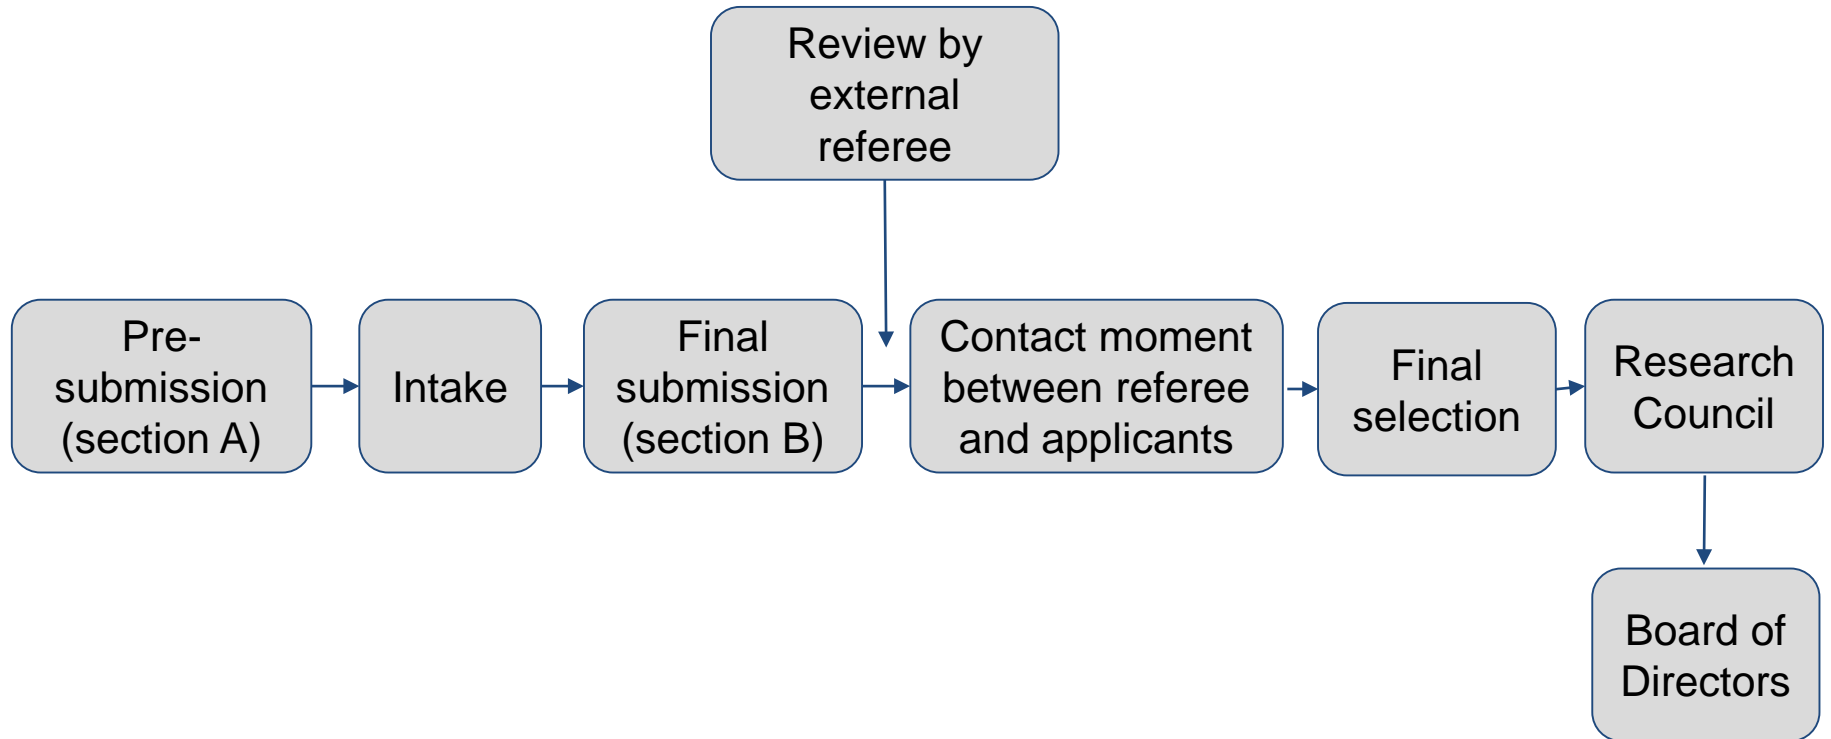 Review by
external
referee
Pre-
submission
(section A)
Intake
Final
submission
(section B)
Contact moment
between referee
and applicants
Final
selection
Research
Council
Board of
Directors